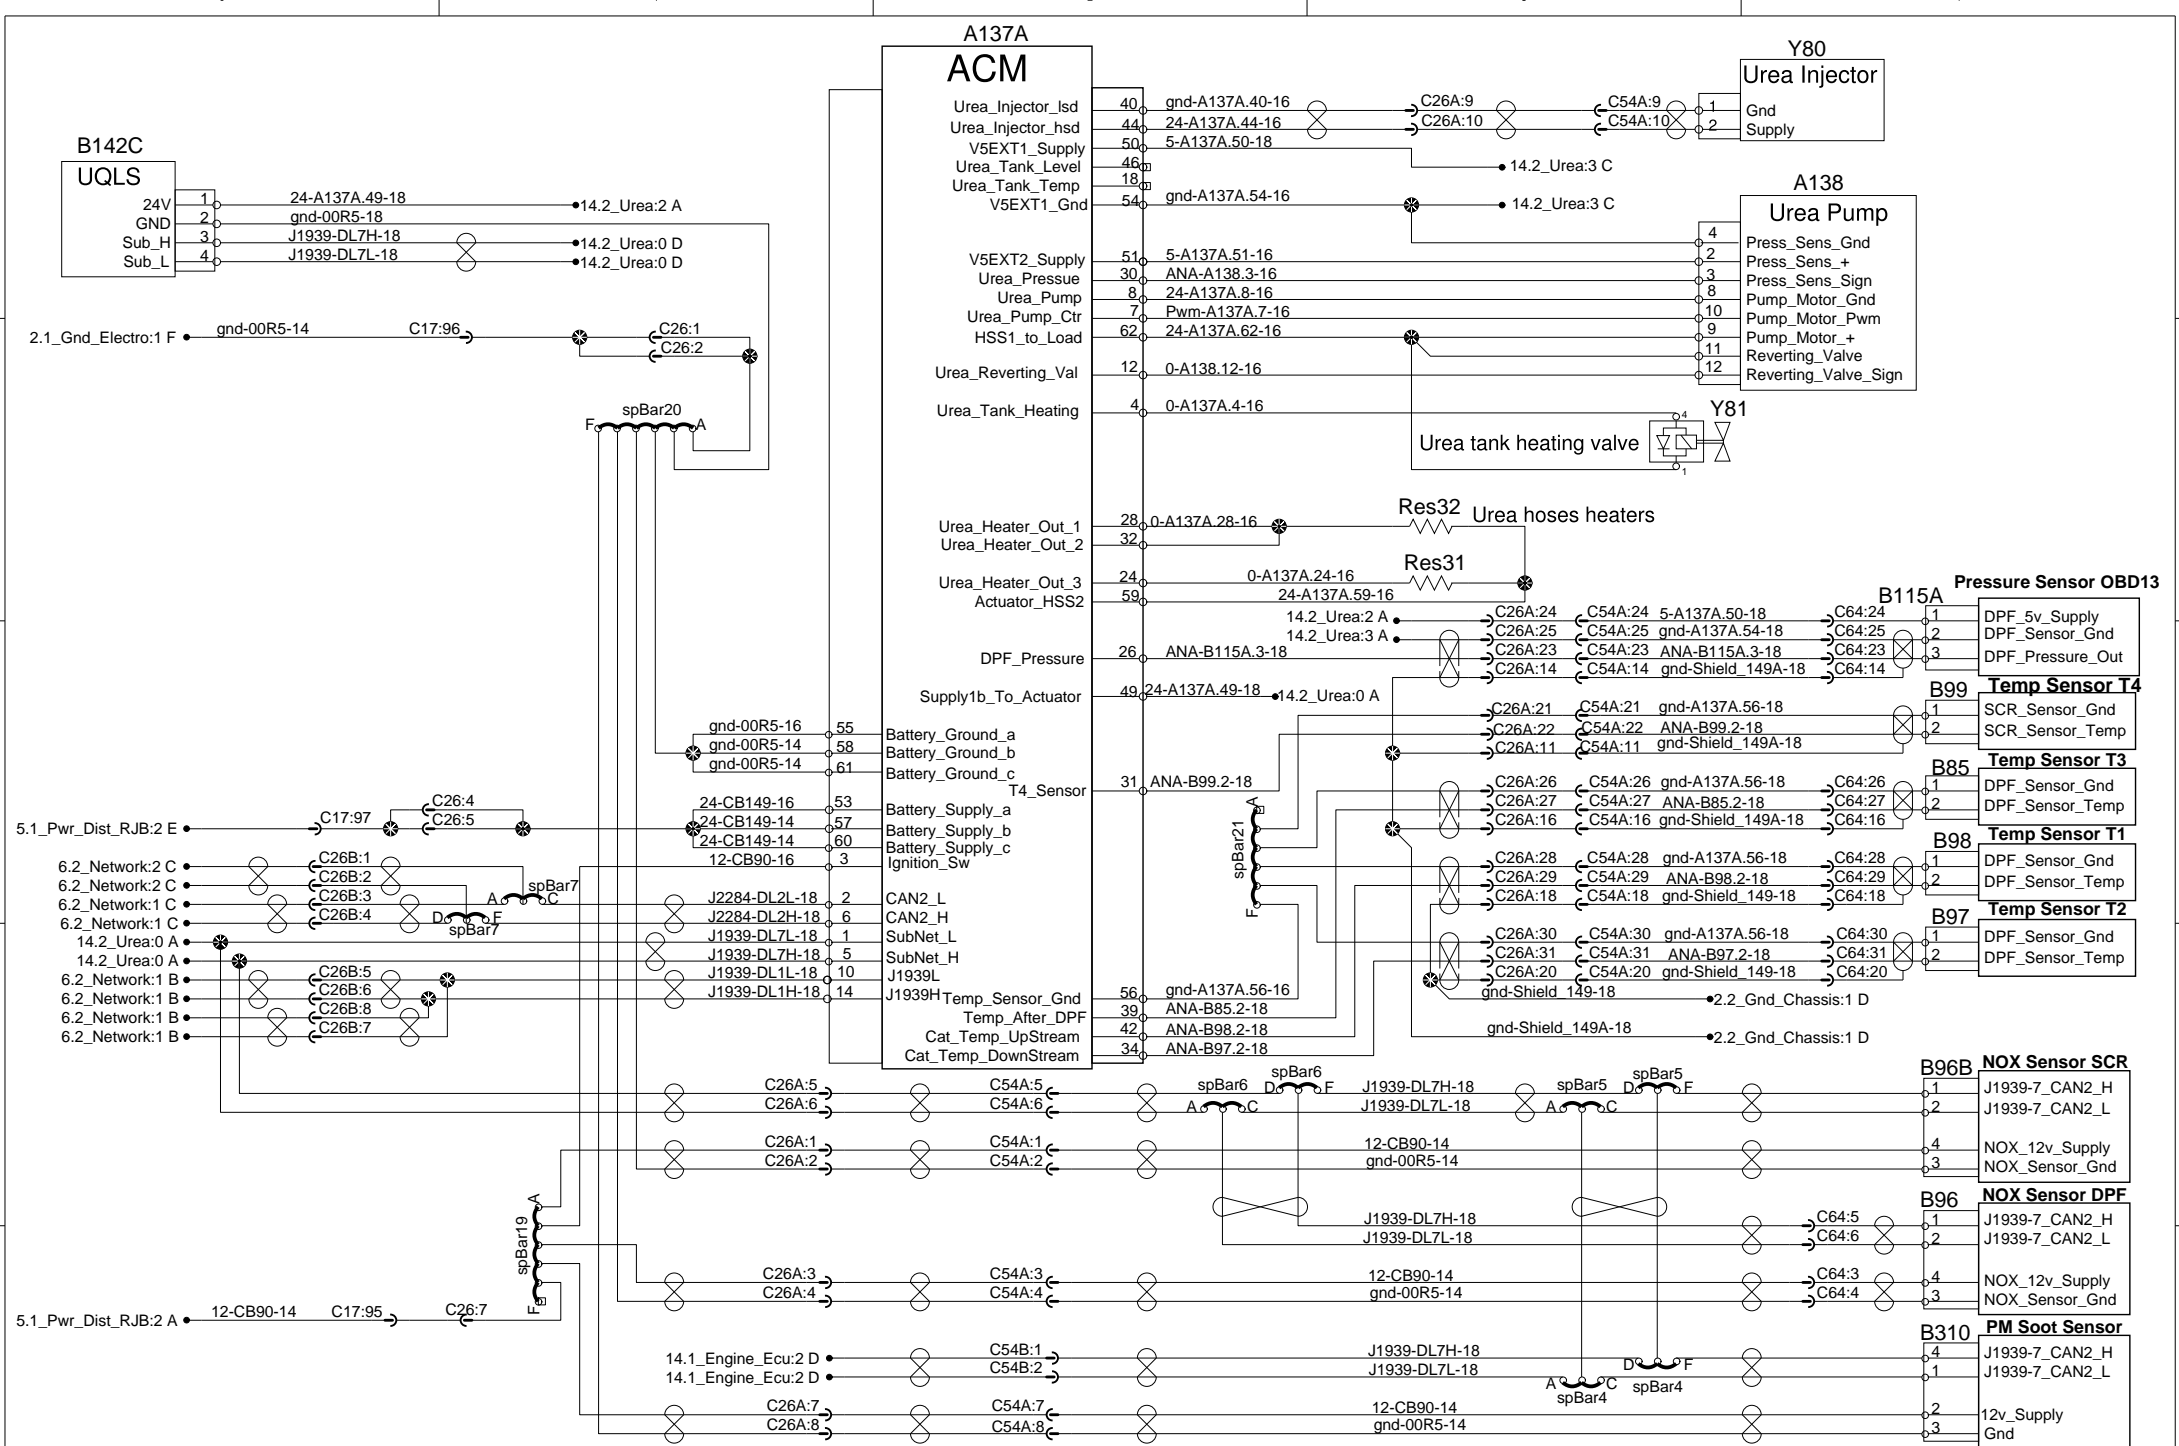 A137A
ACM
Y80
Urea Injector
1 Gnd
2 Supply
Urea_Injector_lsd 40 gnd-A137A.40-16 C26A:9 C54A:9
Urea_Injector_hsd 44 24-A137A.44-16 C26A:10 C54A:10
V5EXT1_Supply 50 5-A137A.50-18
14.2_Urea:3 C
Urea_Tank_Level 46
Urea_Tank_Temp 18
V5EXT1_Gnd 54 gnd-A137A.54-16
14.2_Urea:3 C
B142C
UQLS
24V 1 24-A137A.49-18 14.2_Urea:2 A
GND 2 gnd-00R5-18
Sub_H 3 J1939-DL7H-18 14.2_Urea:0 D
Sub_L 4 J1939-DL7L-18 14.2_Urea:0 D
A138
Urea Pump
4 Press_Sens_Gnd
V5EXT2_Supply 51 5-A137A.51-16 2 Press_Sens_+
Urea_Pressue 30 ANA-A138.3-16 3 Press_Sens_Sign
Urea_Pump 8 24-A137A.8-16 8 Pump_Motor_Gnd
Urea_Pump_Ctr 7 Pwm-A137A.7-16 10 Pump_Motor_Pwm
HSS1_to_Load 62 24-A137A.62-16 9 Pump_Motor_+
11 Reverting_Valve
Urea_Reverting_Val 12 0-A138.12-16 12 Reverting_Valve_Sign
2.1_Gnd_Electro:1 F gnd-00R5-14 C17:96 C26:1
C26:2
spBar20
F A
Urea_Tank_Heating 4 0-A137A.4-16
Y81
4
Urea tank heating valve
1
Res32 Urea hoses heaters
Urea_Heater_Out_1 28 0-A137A.28-16
Urea_Heater_Out_2 32
Res31
Urea_Heater_Out_3 24 0-A137A.24-16
Actuator_HSS2 59 24-A137A.59-16
Pressure Sensor OBD13
B115A
14.2_Urea:2 A C26A:24 C54A:24 5-A137A.50-18 C64:24 1 DPF_5v_Supply
14.2_Urea:3 A C26A:25 C54A:25 gnd-A137A.54-18 C64:25 2 DPF_Sensor_Gnd
DPF_Pressure 26 ANA-B115A.3-18 C26A:23 C54A:23 ANA-B115A.3-18 C64:23 3 DPF_Pressure_Out
C26A:14 C54A:14 gnd-Shield_149A-18 C64:14
Supply1b_To_Actuator 49 24-A137A.49-18 14.2_Urea:0 A
B99 Temp Sensor T4
C26A:21 C54A:21 gnd-A137A.56-18 1 SCR_Sensor_Gnd
C26A:22 C54A:22 ANA-B99.2-18 2 SCR_Sensor_Temp
C26A:11 C54A:11 gnd-Shield_149A-18
gnd-00R5-16 55 Battery_Ground_a
gnd-00R5-14 58 Battery_Ground_b
gnd-00R5-14 61 Battery_Ground_c
T4_Sensor 31 ANA-B99.2-18
B85 Temp Sensor T3
C26A:26 C54A:26 gnd-A137A.56-18 C64:26 1 DPF_Sensor_Gnd
C26A:27 C54A:27 ANA-B85.2-18 C64:27 2 DPF_Sensor_Temp
C26A:16 C54A:16 gnd-Shield_149A-18 C64:16
A
spBar21
F
24-CB149-16 53 Battery_Supply_a
24-CB149-14 57 Battery_Supply_b
24-CB149-14 60 Battery_Supply_c
12-CB90-16 3 Ignition_Sw
C26:4
5.1_Pwr_Dist_RJB:2 E C17:97 C26:5
B98 Temp Sensor T1
C26A:28 C54A:28 gnd-A137A.56-18 C64:28 1 DPF_Sensor_Gnd
C26A:29 C54A:29 ANA-B98.2-18 C64:29 2 DPF_Sensor_Temp
C26A:18 C54A:18 gnd-Shield_149-18 C64:18
6.2_Network:2 C C26B:1
6.2_Network:2 C C26B:2
A spBar7 C
6.2_Network:1 C C26B:3 J2284-DL2L-18 2 CAN2_L
6.2_Network:1 C C26B:4 D F J2284-DL2H-18 6 CAN2_H
spBar7
14.2_Urea:0 A J1939-DL7L-18 1 SubNet_L
14.2_Urea:0 A J1939-DL7H-18 5 SubNet_H
6.2_Network:1 B C26B:5 J1939-DL1L-18 10 J1939L
6.2_Network:1 B C26B:6 J1939-DL1H-18 14 J1939H
6.2_Network:1 B C26B:8
6.2_Network:1 B C26B:7
B97 Temp Sensor T2
C26A:30 C54A:30 gnd-A137A.56-18 C64:30 1 DPF_Sensor_Gnd
C26A:31 C54A:31 ANA-B97.2-18 C64:31 2 DPF_Sensor_Temp
C26A:20 C54A:20 gnd-Shield_149-18 C64:20
gnd-Shield_149-18 2.2_Gnd_Chassis:1 D
gnd-Shield_149A-18 2.2_Gnd_Chassis:1 D
Temp_Sensor_Gnd 56 gnd-A137A.56-16
Temp_After_DPF 39 ANA-B85.2-18
Cat_Temp_UpStream 42 ANA-B98.2-18
Cat_Temp_DownStream 34 ANA-B97.2-18
B96B NOX Sensor SCR
spBar6 D spBar6 F spBar5 D spBar5 F
C26A:5 C54A:5 J1939-DL7H-18 1 J1939-7_CAN2_H
C26A:6 C54A:6 A C J1939-DL7L-18 A C 2 J1939-7_CAN2_L
C26A:1 C54A:1 12-CB90-14 4 NOX_12v_Supply
C26A:2 C54A:2 gnd-00R5-14 3 NOX_Sensor_Gnd
A
spBar19
F
B96 NOX Sensor DPF
J1939-DL7H-18 C64:5 1 J1939-7_CAN2_H
J1939-DL7L-18 C64:6 2 J1939-7_CAN2_L
C26A:3 C54A:3 12-CB90-14 C64:3 4 NOX_12v_Supply
C26A:4 C54A:4 gnd-00R5-14 C64:4 3 NOX_Sensor_Gnd
5.1_Pwr_Dist_RJB:2 A 12-CB90-14 C17:95 C26:7
B310 PM Soot Sensor
14.1_Engine_Ecu:2 D C54B:1 J1939-DL7H-18 D F 4 J1939-7_CAN2_H
14.1_Engine_Ecu:2 D C54B:2 J1939-DL7L-18 A C 1 J1939-7_CAN2_L
spBar4 spBar4
C26A:7 C54A:7 12-CB90-14 2 12v_Supply
C26A:8 C54A:8 gnd-00R5-14 3 Gnd